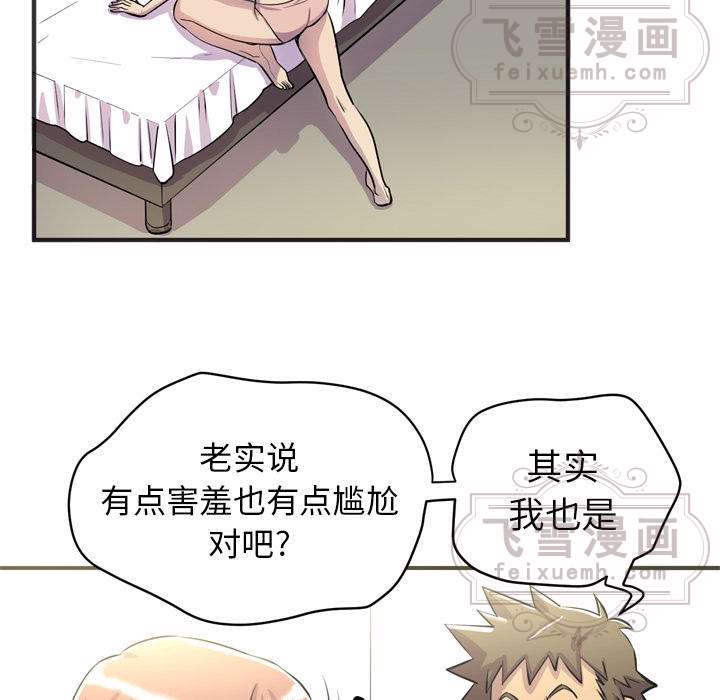 飞雪漫画
feixuemh.com
老实说
有点害羞也有点尴尬
对吧?
其实
我也是
飞雪漫画
feixuemh.com